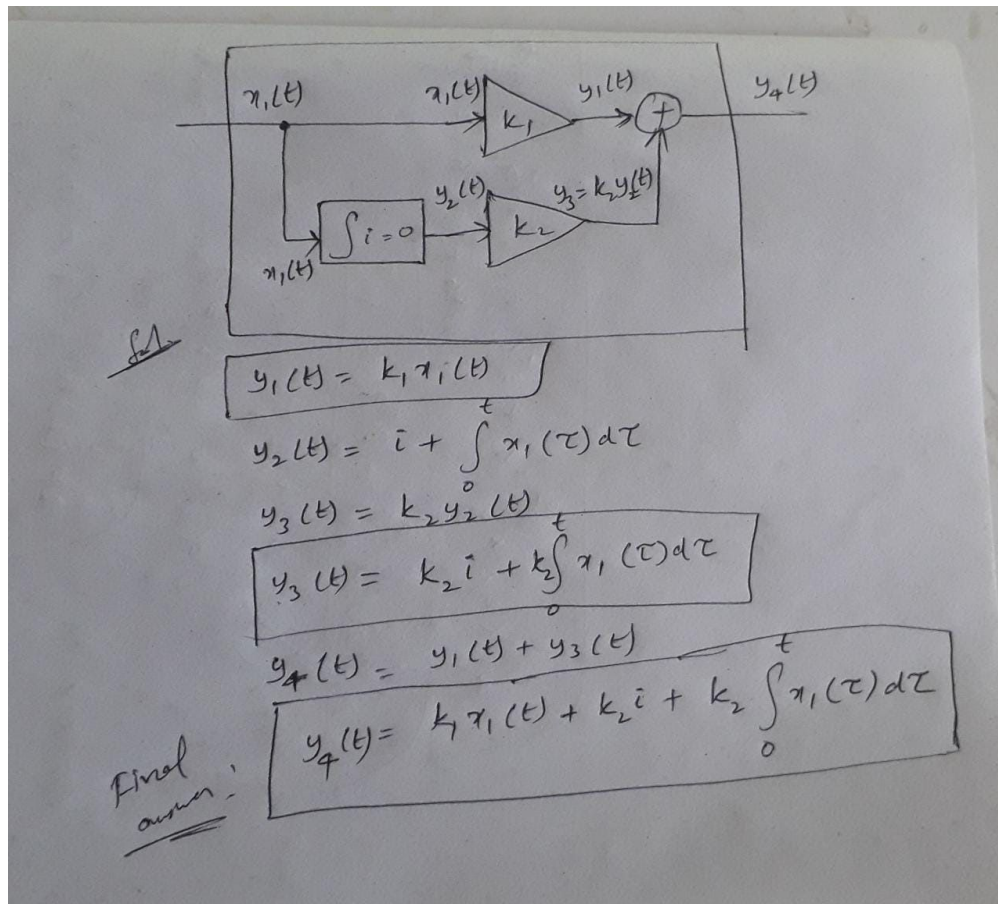 x₁(t) x₁(t) y₁(t) y₄(t)
k₁ +
y₂(t) y₃ = k₂y₂(t)
∫ i=0 k₂
x₁(t)
Sol.
y₁(t) = k₁x₁(t)
y₂(t) = i + ∫₀ᵗ x₁(τ)dτ
y₃(t) = k₂y₂(t)
y₃(t) = k₂i + k₂∫₀ᵗ x₁(τ)dτ
y₄(t) = y₁(t) + y₃(t)
y₄(t) = k₁x₁(t) + k₂i + k₂ ∫₀ᵗ x₁(τ)dτ
Final
answer: